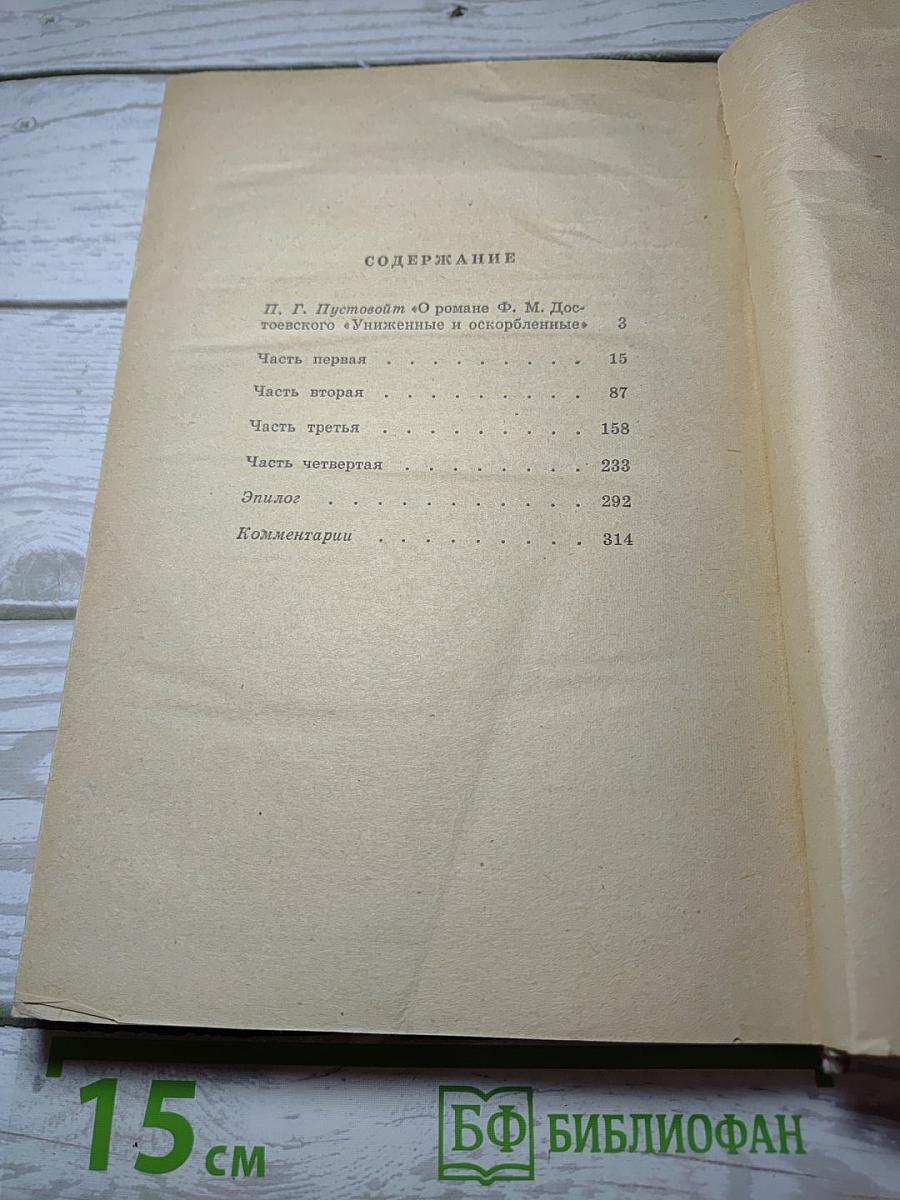 СОДЕРЖАНИЕ
П. Г. Пустовойт «О романе Ф. М. Дос-
тоевского «Униженные и оскорбленные» 3
Часть первая . . . . . . . . . 15
Часть вторая . . . . . . . . . 87
Часть третья . . . . . . . . . 158
Часть четвертая . . . . . . . . 233
Эпилог . . . . . . . . . . . 292
Комментарии . . . . . . . . . 314
15 см
БФ БИБЛИОФАН